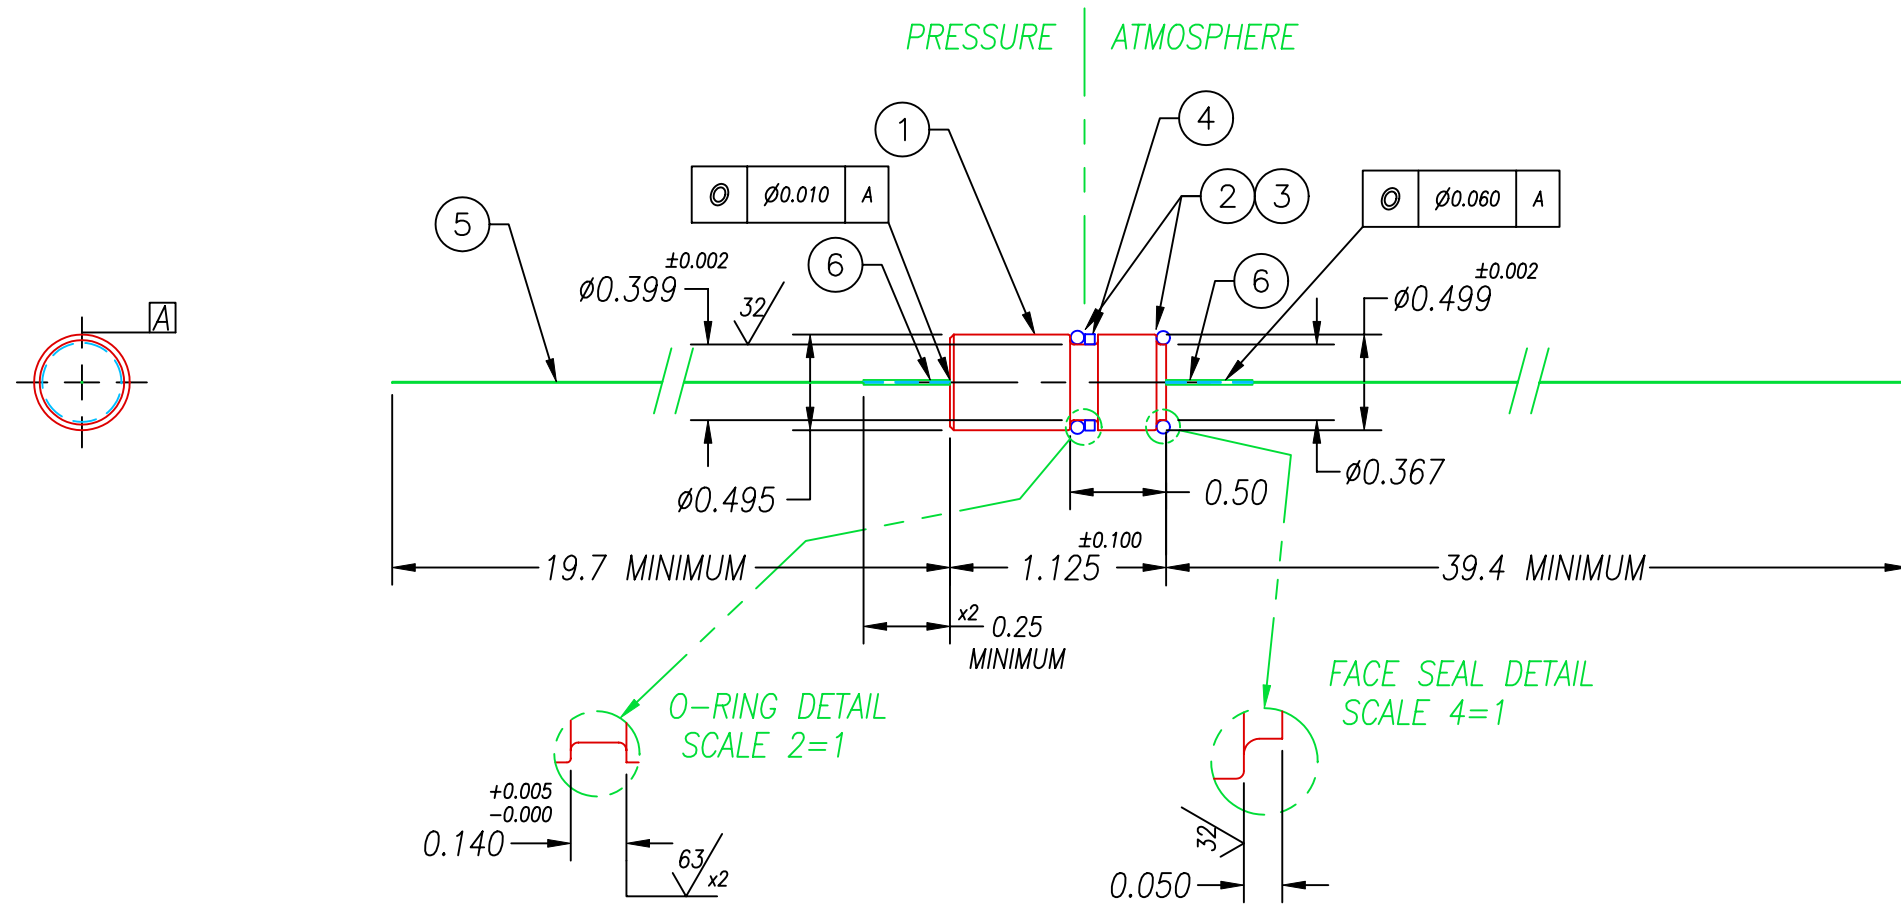 PRESSURE
ATMOSPHERE
1
4
Ø0.010
A
2
3
Ø0.060
A
5
6
6
±0.002
ø0.399
32
±0.002
ø0.499
A
ø0.495
0.50
ø0.367
±0.100
19.7 MINIMUM
1.125
39.4 MINIMUM
x2
0.25
MINIMUM
O-RING DETAIL
SCALE 2=1
FACE SEAL DETAIL
SCALE 4=1
+0.005
-0.000
0.140
63
x2
32
0.050